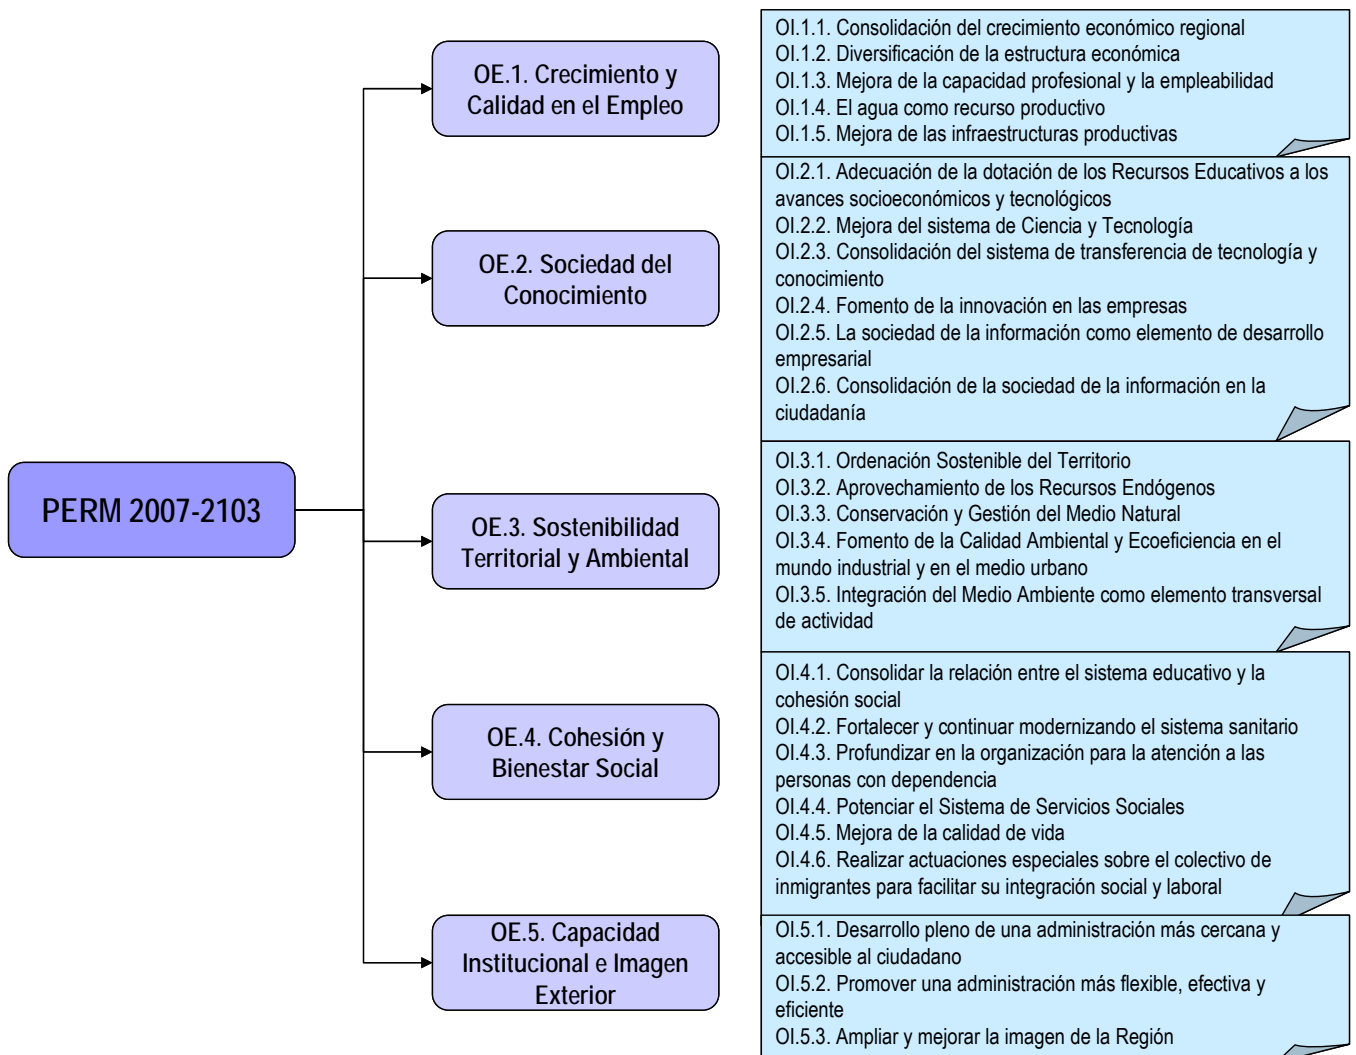 PERM 2007-2103
OE.1. Crecimiento y
Calidad en el Empleo
OI.1.1. Consolidación del crecimiento económico regional
OI.1.2. Diversificación de la estructura económica
OI.1.3. Mejora de la capacidad profesional y la empleabilidad
OI.1.4. El agua como recurso productivo
OI.1.5. Mejora de las infraestructuras productivas
OE.2. Sociedad del
Conocimiento
OI.2.1. Adecuación de la dotación de los Recursos Educativos a los
avances socioeconómicos y tecnológicos
OI.2.2. Mejora del sistema de Ciencia y Tecnología
OI.2.3. Consolidación del sistema de transferencia de tecnología y
conocimiento
OI.2.4. Fomento de la innovación en las empresas
OI.2.5. La sociedad de la información como elemento de desarrollo
empresarial
OI.2.6. Consolidación de la sociedad de la información en la
ciudadanía
OE.3. Sostenibilidad
Territorial y Ambiental
OI.3.1. Ordenación Sostenible del Territorio
OI.3.2. Aprovechamiento de los Recursos Endógenos
OI.3.3. Conservación y Gestión del Medio Natural
OI.3.4. Fomento de la Calidad Ambiental y Ecoeficiencia en el
mundo industrial y en el medio urbano
OI.3.5. Integración del Medio Ambiente como elemento transversal
de actividad
OE.4. Cohesión y
Bienestar Social
OI.4.1. Consolidar la relación entre el sistema educativo y la
cohesión social
OI.4.2. Fortalecer y continuar modernizando el sistema sanitario
OI.4.3. Profundizar en la organización para la atención a las
personas con dependencia
OI.4.4. Potenciar el Sistema de Servicios Sociales
OI.4.5. Mejora de la calidad de vida
OI.4.6. Realizar actuaciones especiales sobre el colectivo de
inmigrantes para facilitar su integración social y laboral
OE.5. Capacidad
Institucional e Imagen
Exterior
OI.5.1. Desarrollo pleno de una administración más cercana y
accesible al ciudadano
OI.5.2. Promover una administración más flexible, efectiva y
eficiente
OI.5.3. Ampliar y mejorar la imagen de la Región